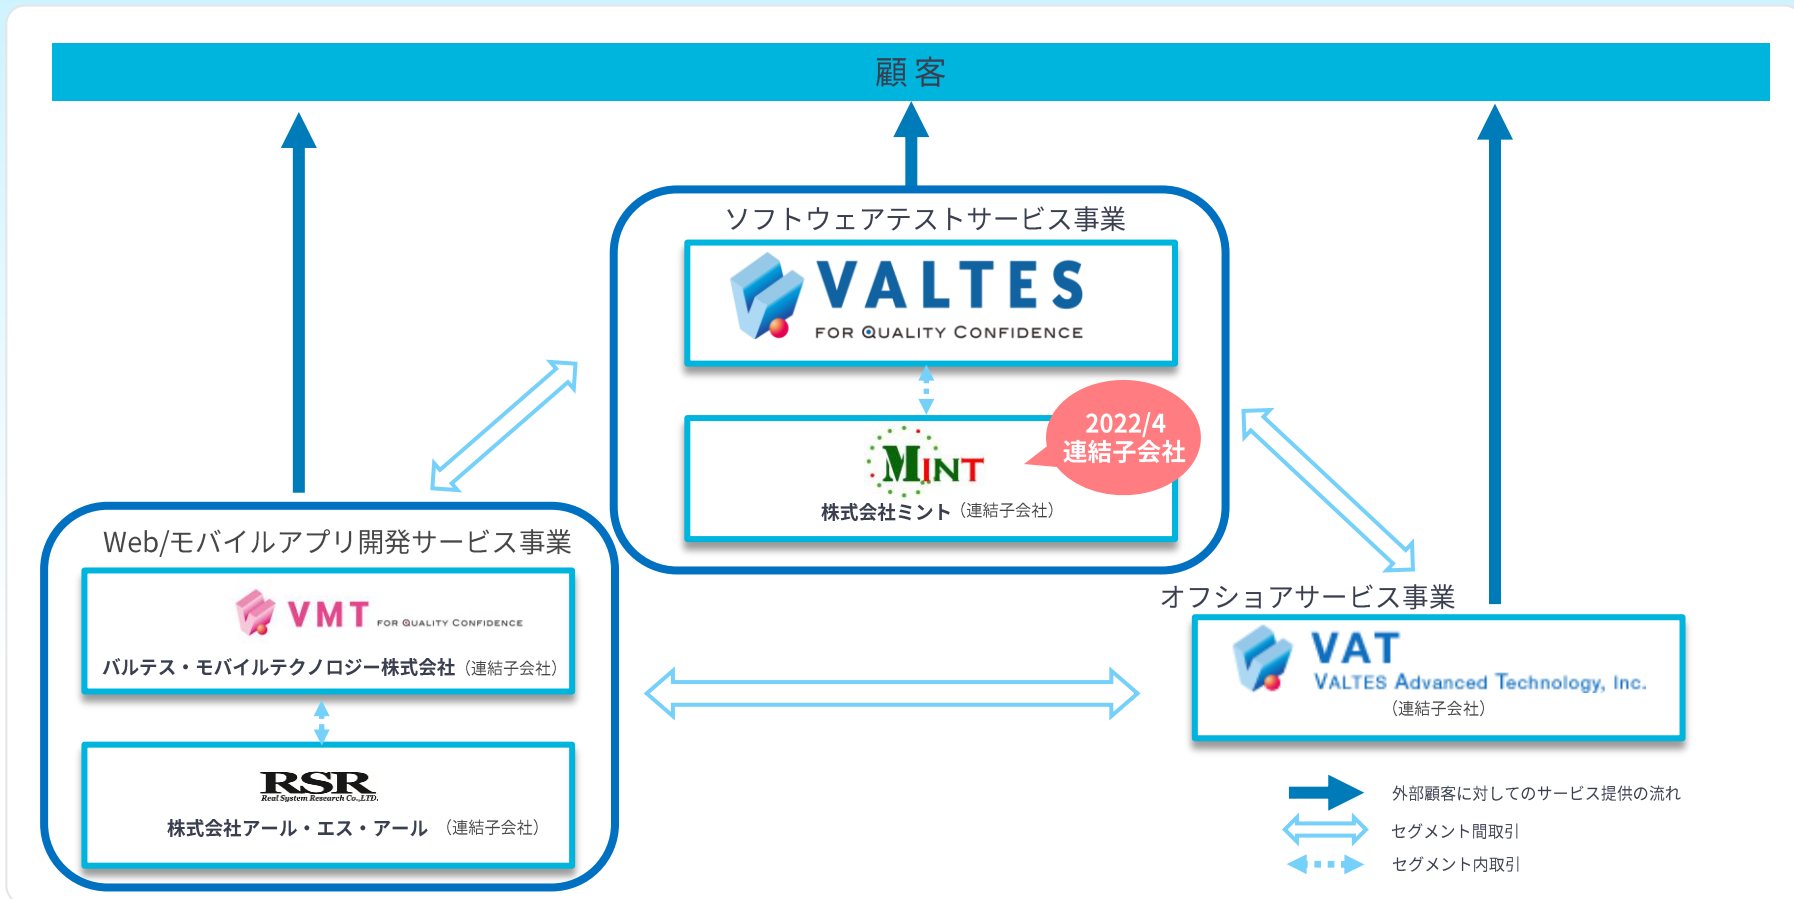 顧客
ソフトウェアテストサービス事業
VALTES
FOR QUALITY CONFIDENCE
2022/4
連結子会社
MINT
株式会社ミント（連結子会社）
Web/モバイルアプリ開発サービス事業
VMT FOR QUALITY CONFIDENCE
バルテス・モバイルテクノロジー株式会社（連結子会社）
RSR
Real System Research Co.,LTD.
株式会社アール・エス・アール （連結子会社）
オフショアサービス事業
VAT
VALTES Advanced Technology, Inc.
（連結子会社）
外部顧客に対してのサービス提供の流れ
セグメント間取引
セグメント内取引